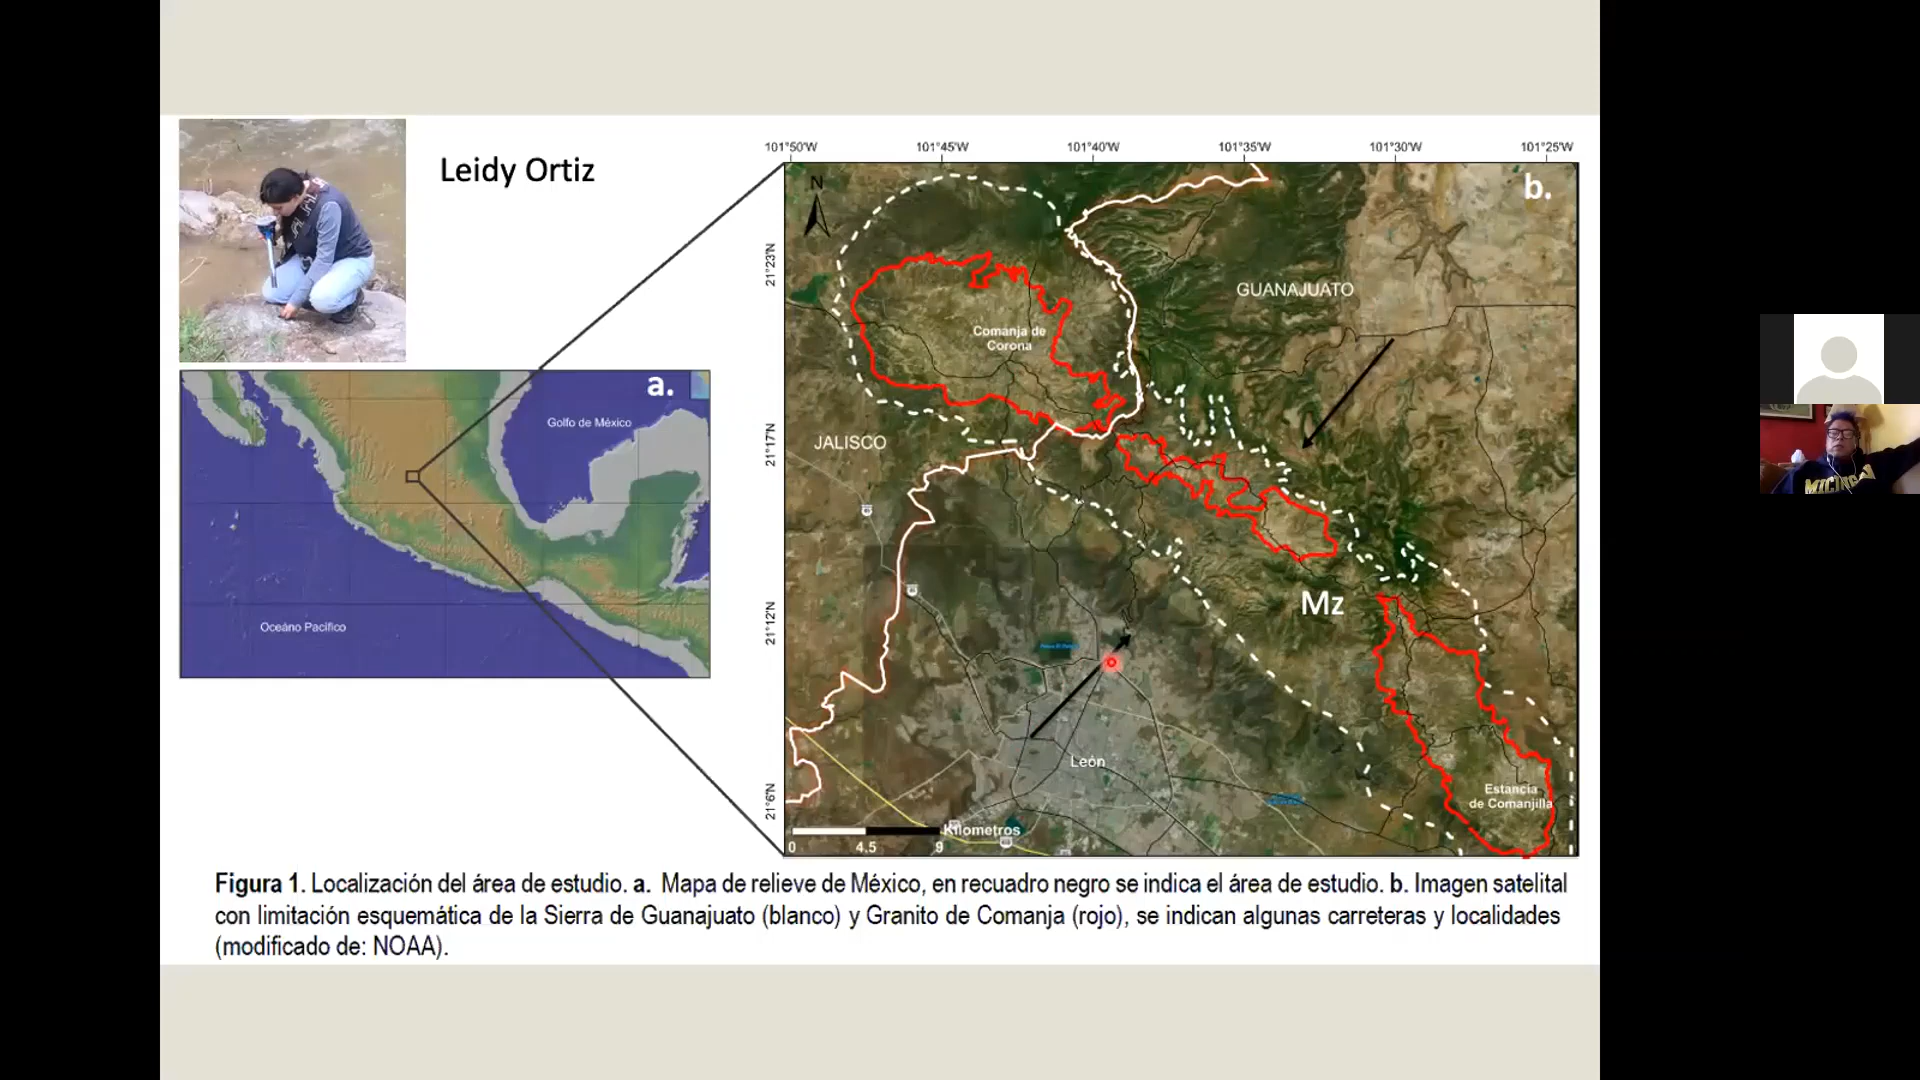 Leidy Ortiz
a.
Golfo de México
Oceáno Pacífico
101°50'W 101°45'W 101°40'W 101°35'W 101°30'W 101°25'W
21°23'N
21°17'N
21°12'N
21°6'N
N
b.
GUANAJUATO
Comanja de
Corona
JALISCO
Mz
León
Estancia
de Comanjilla
Kilometros
0 4.5 9
Figura 1. Localización del área de estudio. a. Mapa de relieve de México, en recuadro negro se indica el área de estudio. b. Imagen satelital
con limitación esquemática de la Sierra de Guanajuato (blanco) y Granito de Comanja (rojo), se indican algunas carreteras y localidades
(modificado de: NOAA).